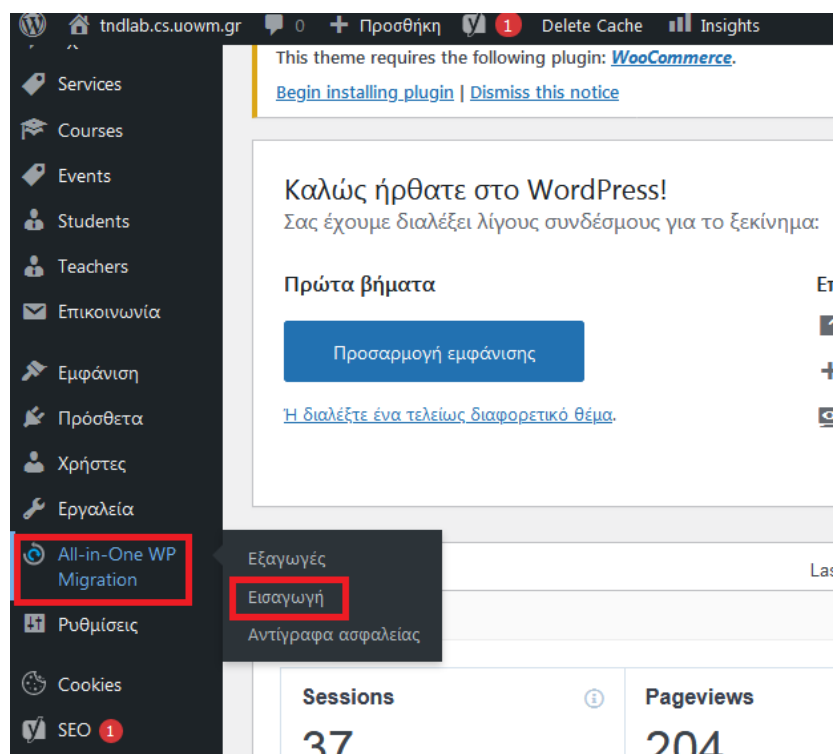 tndlab.cs.uowm.gr 0 Προσθήκη 1 Delete Cache Insights
This theme requires the following plugin: WooCommerce.
Begin installing plugin | Dismiss this notice
Services
Courses
Events
Students
Teachers
Επικοινωνία
Εμφάνιση
Πρόσθετα
Χρήστες
Εργαλεία
All-in-One WP
Migration
Ρυθμίσεις
Cookies
SEO 1
Εξαγωγές
Εισαγωγή
Αντίγραφα ασφαλείας
Καλώς ήρθατε στο WordPress!
Σας έχουμε διαλέξει λίγους συνδέσμους για το ξεκίνημα:
Πρώτα βήματα
Προσαρμογή εμφάνισης
Ή διαλέξτε ένα τελείως διαφορετικό θέμα.
Sessions
37
Pageviews
204